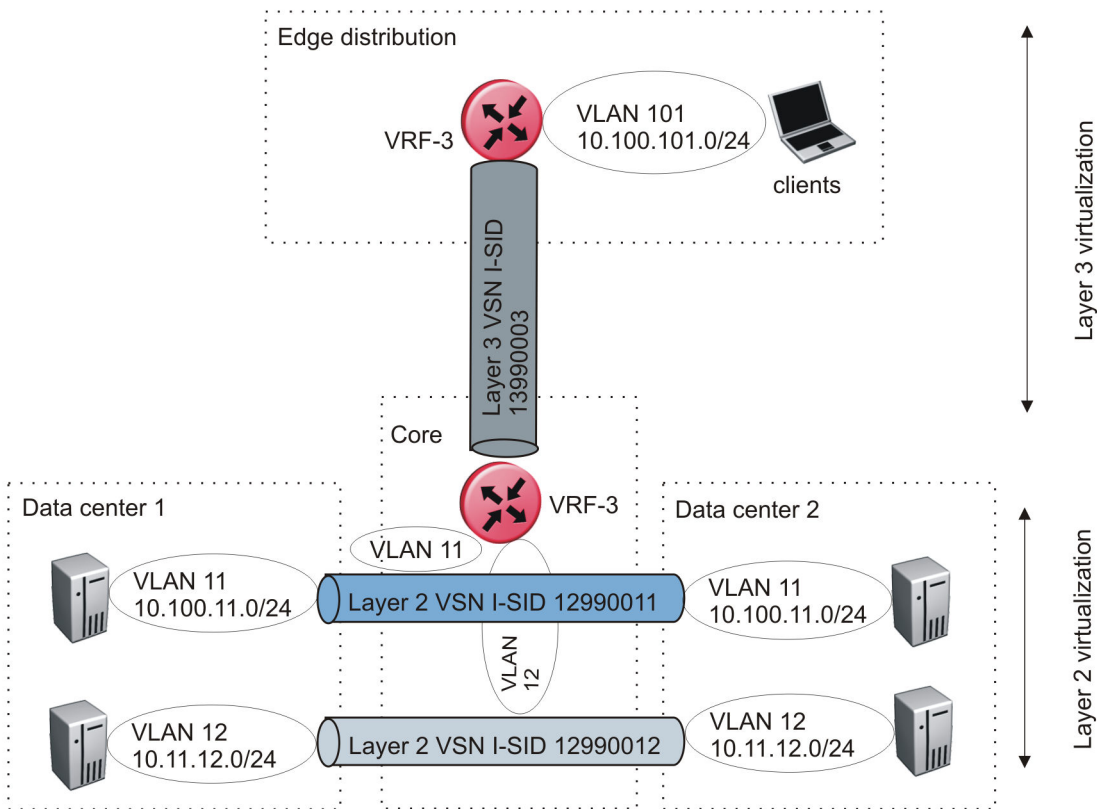 Edge distribution
VRF-3
VLAN 101
10.100.101.0/24
clients
Layer 3 virtualization
Layer 3 VSN I-SID
13990003
Core
VRF-3
Data center 1
Data center 2
VLAN 11
VLAN 11
10.100.11.0/24
Layer 2 VSN I-SID 12990011
VLAN 11
10.100.11.0/24
VLAN
12
VLAN 12
10.11.12.0/24
Layer 2 VSN I-SID 12990012
VLAN 12
10.11.12.0/24
Layer 2 virtualization